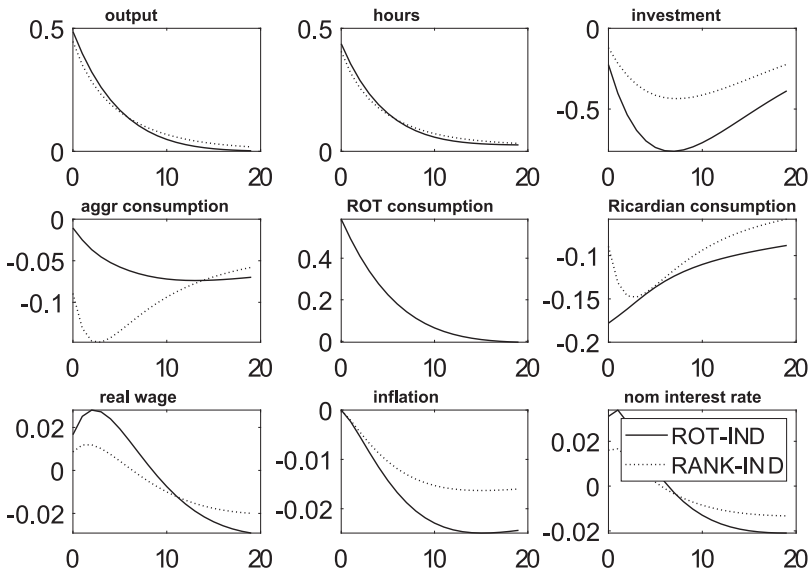 output
hours
investment
0.5
0
0 10 20
0.5
0
0 10 20
0
-0.5
0 10 20
aggr consumption
ROT consumption
Ricardian consumption
0
-0.05
-0.1
0 10 20
0.4
0.2
0
0 10 20
-0.1
-0.15
-0.2
0 10 20
real wage
inflation
nom interest rate
0.02
0
-0.02
0 10 20
0
-0.01
-0.02
0 10 20
0.02
0
-0.02
0 10 20
ROT-IND
RANK-IND